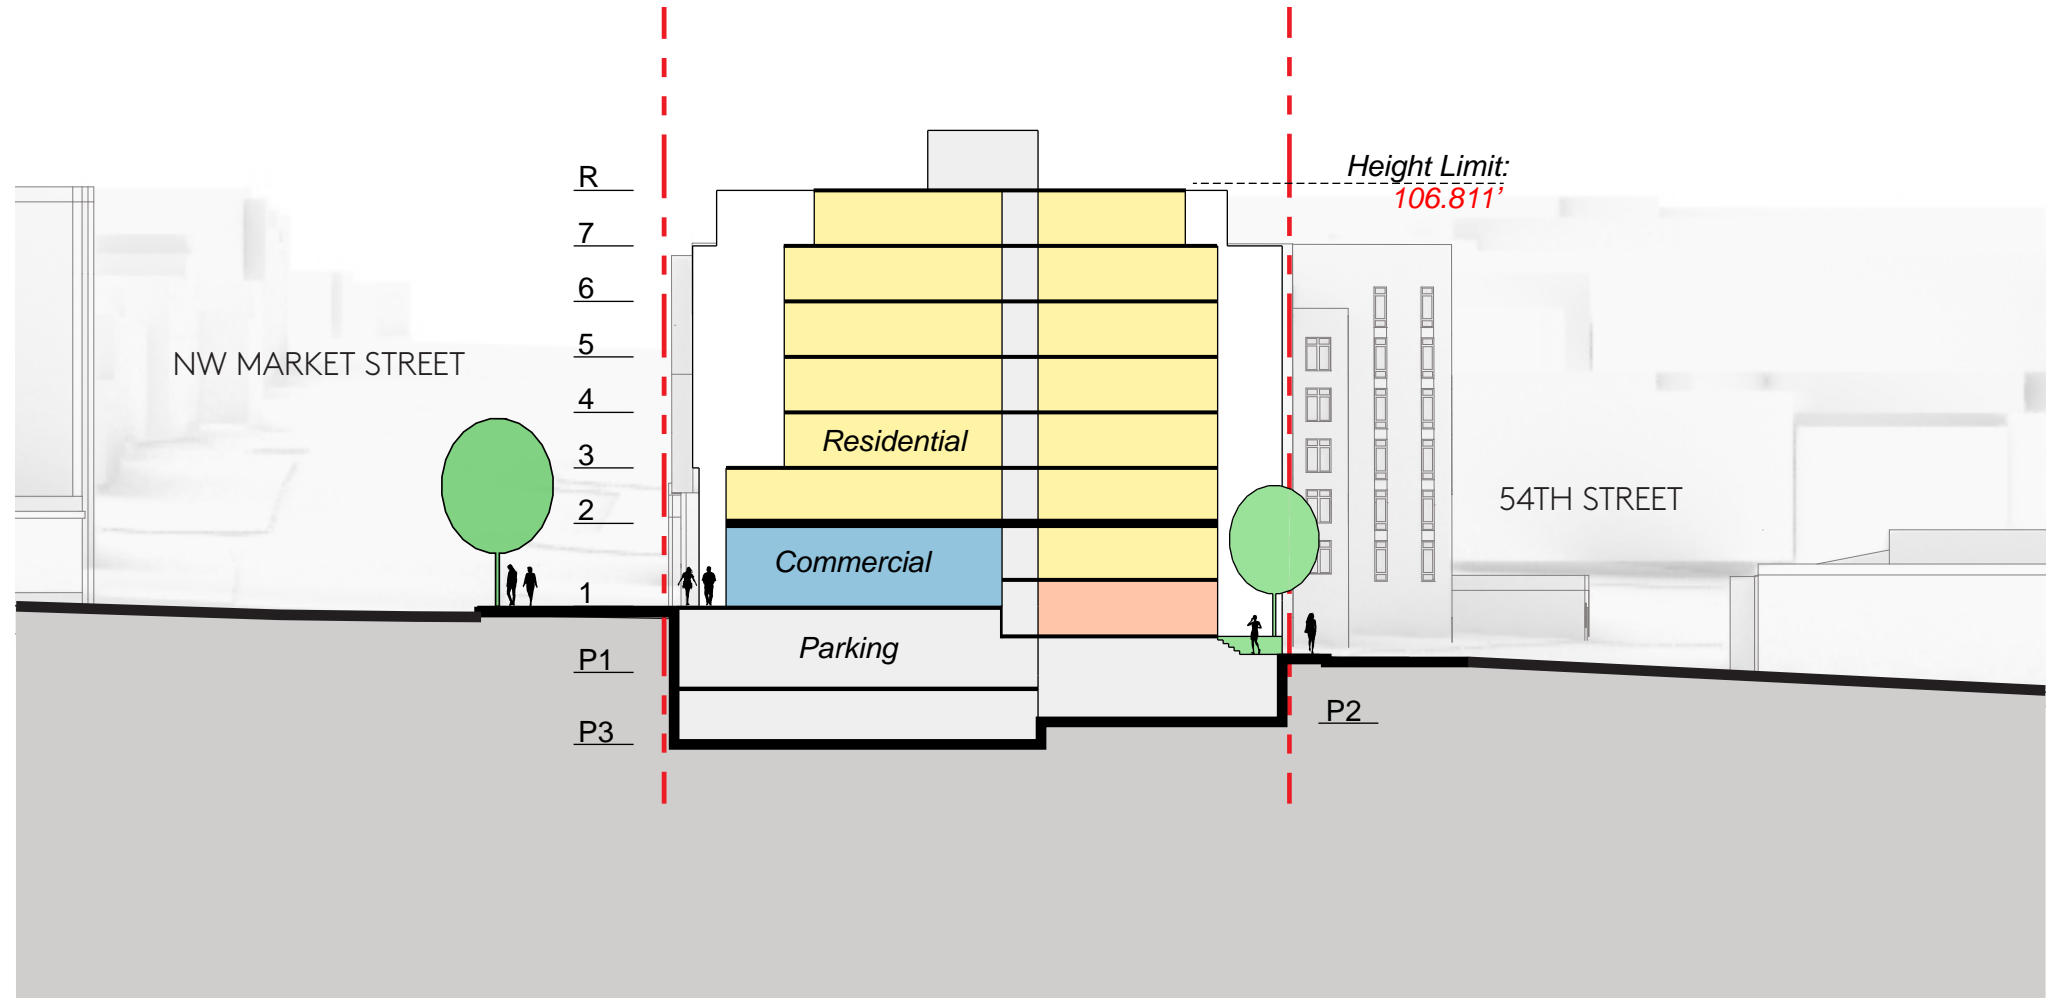 R
Height Limit:
106.811’
7
6
5
NW MARKET STREET
4
Residential
3
54TH STREET
2
Commercial
1
Parking
P1
P2
P3